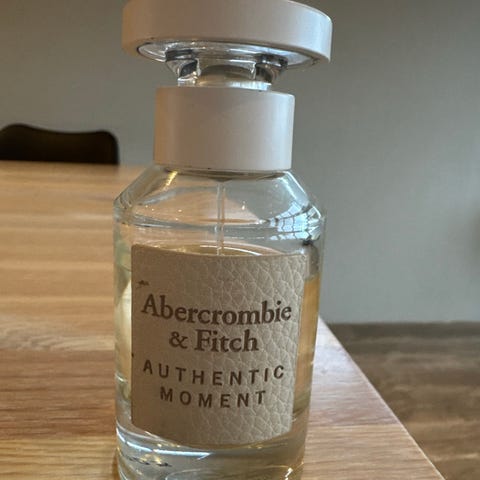 Abercrombie
& Fitch
AUTHENTIC
MOMENT